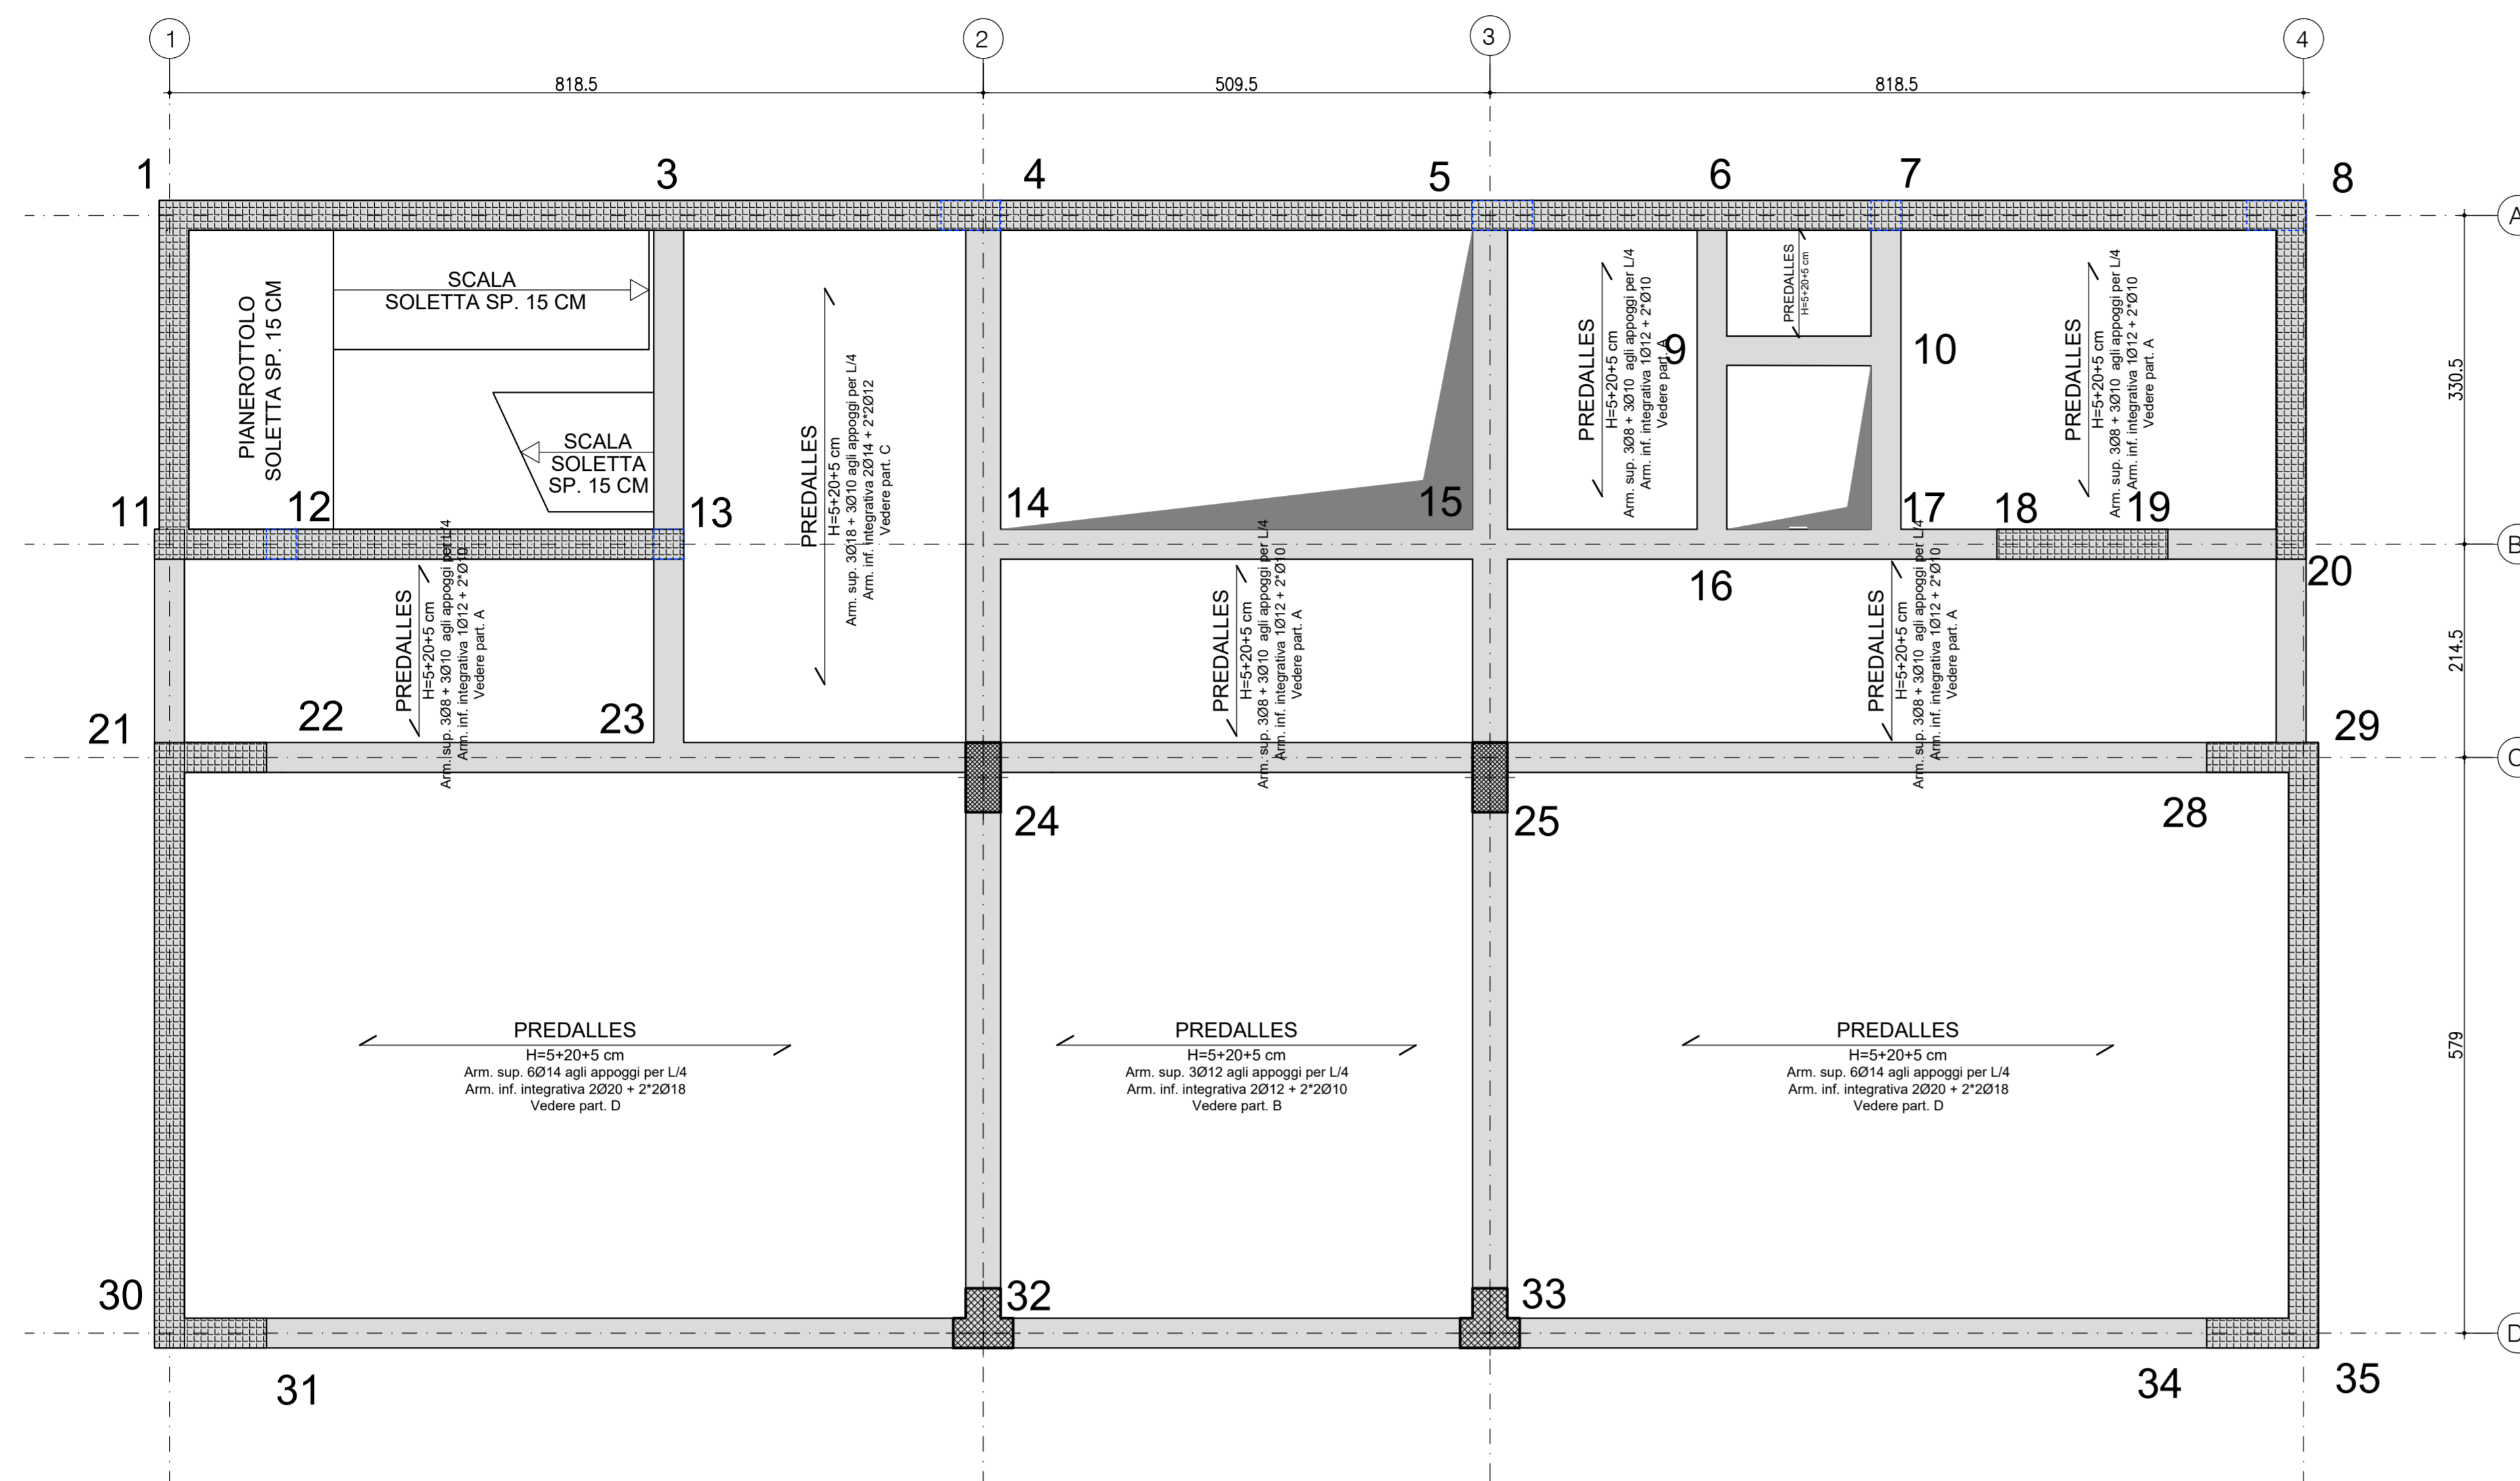 1
2
3
4
818.5
509.5
818.5
1
3
4
5
6
7
8
A
SCALA
SOLETTA SP. 15 CM
PIANEROTTOLO
SOLETTA SP. 15 CM
SCALA
SOLETTA
SP. 15 CM
PREDALLES
H=5+20+5 cm
Arm. sup. 3Ø18 + 3Ø10 agli appoggi per L/4
Arm. inf. integrativa 2Ø14 + 2*2Ø12
Vedere part. C
PREDALLES
H=5+20+5 cm
Arm. sup. 3Ø8 + 3Ø10 agli appoggi per L/4
Arm. inf. integrativa 1Ø12 + 2*Ø10
Vedere part. A
PREDALLES
H=5+20+5 cm
PREDALLES
H=5+20+5 cm
Arm. sup. 3Ø8 + 3Ø10 agli appoggi per L/4
Arm. inf. integrativa 1Ø12 + 2*Ø10
Vedere part. A
9
10
330.5
11
12
13
14
15
16
17
18
19
20
B
PREDALLES
H=5+20+5 cm
Arm. sup. 3Ø8 + 3Ø10 agli appoggi per L/4
Arm. inf. integrativa 1Ø12 + 2*Ø10
Vedere part. A
PREDALLES
H=5+20+5 cm
Arm. sup. 3Ø8 + 3Ø10 agli appoggi per L/4
Arm. inf. integrativa 1Ø12 + 2*Ø10
Vedere part. A
PREDALLES
H=5+20+5 cm
Arm. sup. 3Ø8 + 3Ø10 agli appoggi per L/4
Arm. inf. integrativa 1Ø12 + 2*Ø10
Vedere part. A
214.5
21
22
23
29
C
24
25
28
PREDALLES
H=5+20+5 cm
Arm. sup. 6Ø14 agli appoggi per L/4
Arm. inf. integrativa 2Ø20 + 2*2Ø18
Vedere part. D
PREDALLES
H=5+20+5 cm
Arm. sup. 3Ø12 agli appoggi per L/4
Arm. inf. integrativa 2Ø12 + 2*2Ø10
Vedere part. B
PREDALLES
H=5+20+5 cm
Arm. sup. 6Ø14 agli appoggi per L/4
Arm. inf. integrativa 2Ø20 + 2*2Ø18
Vedere part. D
579
30
32
33
D
31
34
35